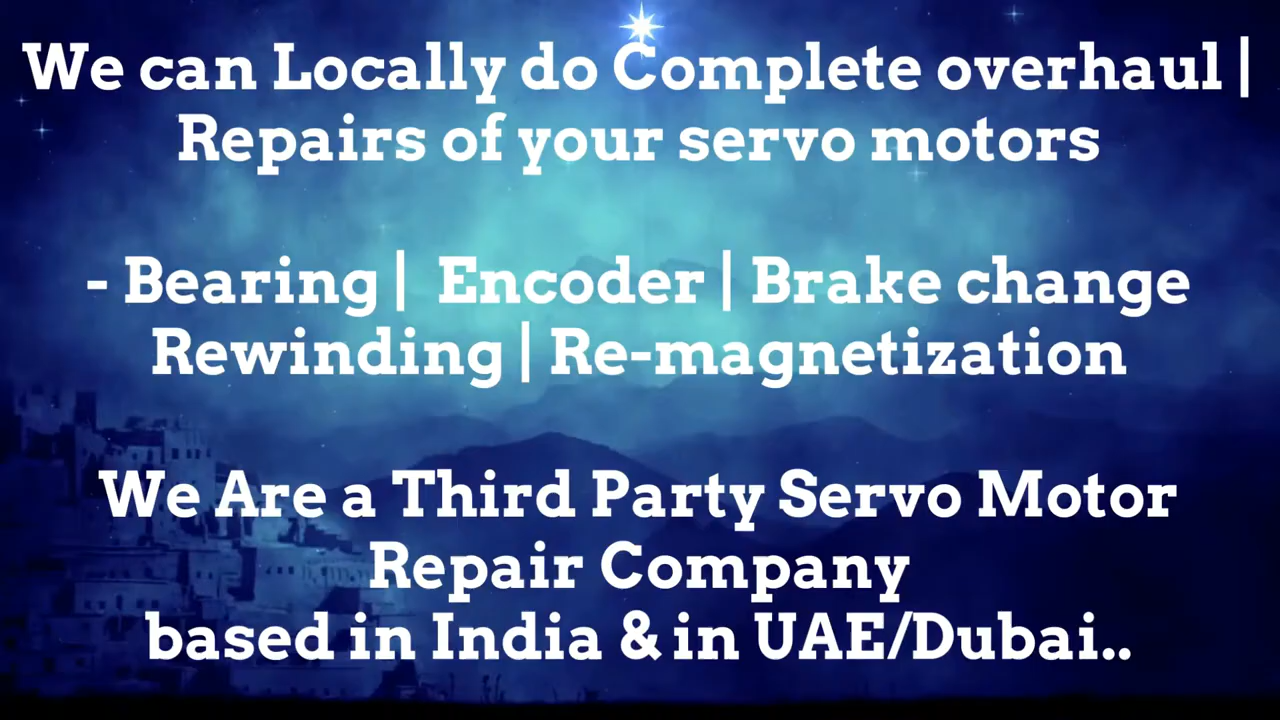 We can Locally do Complete overhaul |
Repairs of your servo motors
- Bearing | Encoder | Brake change
Rewinding | Re-magnetization
We Are a Third Party Servo Motor
Repair Company
based in India & in UAE/Dubai..